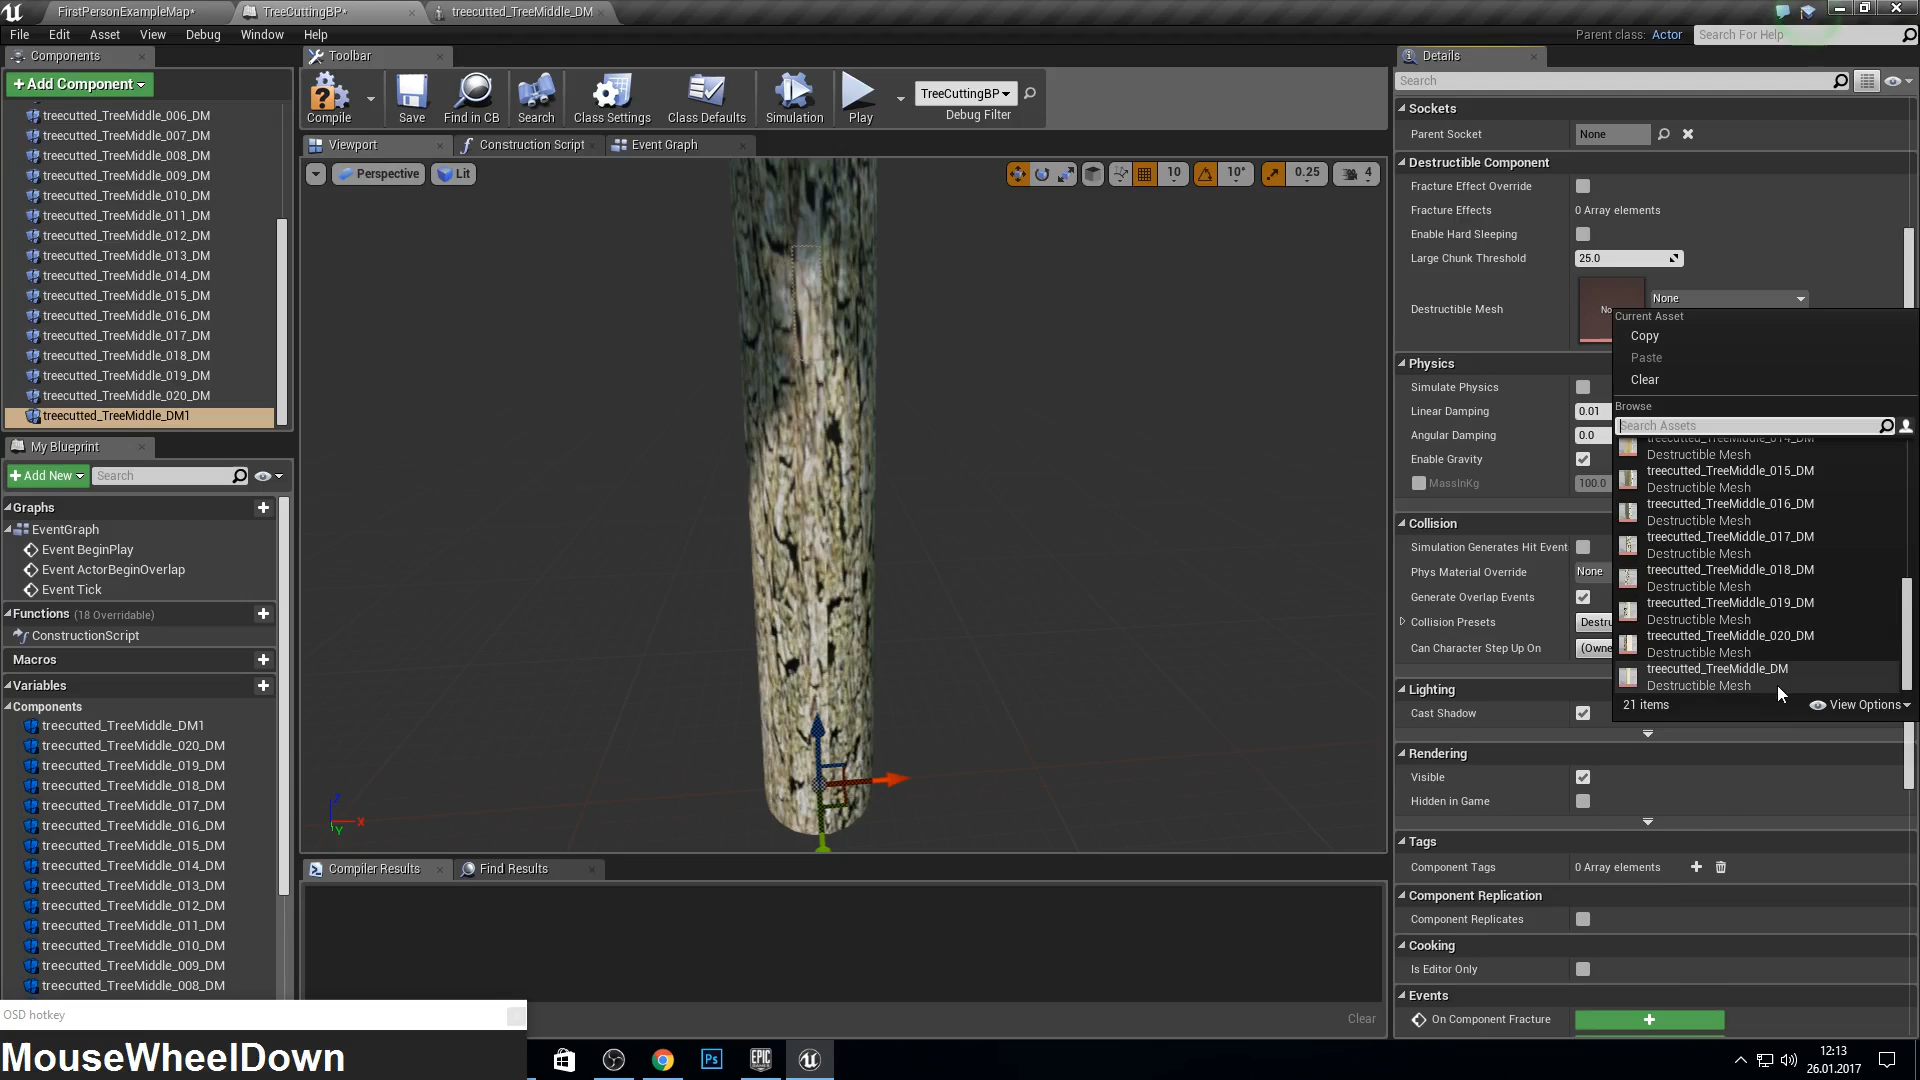 FirstPersonExampleMap*
TreeCuttingBP*
treecutted_TreeMiddle_DM
File Edit Asset View Debug Window Help
Parent class: Actor
Search For Help
Components
+Add Component
treecutted_TreeMiddle_006_DM
treecutted_TreeMiddle_007_DM
treecutted_TreeMiddle_008_DM
treecutted_TreeMiddle_009_DM
treecutted_TreeMiddle_010_DM
treecutted_TreeMiddle_011_DM
treecutted_TreeMiddle_012_DM
treecutted_TreeMiddle_013_DM
treecutted_TreeMiddle_014_DM
treecutted_TreeMiddle_015_DM
treecutted_TreeMiddle_016_DM
treecutted_TreeMiddle_017_DM
treecutted_TreeMiddle_018_DM
treecutted_TreeMiddle_019_DM
treecutted_TreeMiddle_020_DM
treecutted_TreeMiddle_DM1
My Blueprint
+Add New
Search
Graphs
EventGraph
Event BeginPlay
Event ActorBeginOverlap
Event Tick
Functions (18 Overridable)
ConstructionScript
Macros
Variables
Components
treecutted_TreeMiddle_DM1
treecutted_TreeMiddle_020_DM
treecutted_TreeMiddle_019_DM
treecutted_TreeMiddle_018_DM
treecutted_TreeMiddle_017_DM
treecutted_TreeMiddle_016_DM
treecutted_TreeMiddle_015_DM
treecutted_TreeMiddle_014_DM
treecutted_TreeMiddle_013_DM
treecutted_TreeMiddle_012_DM
treecutted_TreeMiddle_011_DM
treecutted_TreeMiddle_010_DM
treecutted_TreeMiddle_009_DM
treecutted_TreeMiddle_008_DM
OSD hotkey
MouseWheelDown
Toolbar
Compile
Save
Find in CB
Search
Class Settings
Class Defaults
Simulation
Play
TreeCuttingBP
Debug Filter
Viewport
Construction Script
Event Graph
Perspective
Lit
10
10°
0.25
4
Z
X
Y
Compiler Results
Find Results
Clear
Details
Search
Sockets
Parent Socket
None
Destructible Component
Fracture Effect Override
Fracture Effects
0 Array elements
Enable Hard Sleeping
Large Chunk Threshold
25.0
Destructible Mesh
No
None
Physics
Simulate Physics
Linear Damping
0.01
Angular Damping
0.0
Enable Gravity
MassInKg
100.0
Collision
Simulation Generates Hit Event
Phys Material Override
None
Generate Overlap Events
Collision Presets
Destru
Can Character Step Up On
(Owne
Lighting
Cast Shadow
Rendering
Visible
Hidden in Game
Tags
Component Tags
0 Array elements
Component Replication
Component Replicates
Cooking
Is Editor Only
Events
On Component Fracture
Current Asset
Copy
Paste
Clear
Browse
Search Assets
treecutted_TreeMiddle_014_DM
Destructible Mesh
treecutted_TreeMiddle_015_DM
Destructible Mesh
treecutted_TreeMiddle_016_DM
Destructible Mesh
treecutted_TreeMiddle_017_DM
Destructible Mesh
treecutted_TreeMiddle_018_DM
Destructible Mesh
treecutted_TreeMiddle_019_DM
Destructible Mesh
treecutted_TreeMiddle_020_DM
Destructible Mesh
treecutted_TreeMiddle_DM
Destructible Mesh
21 items
View Options
Ps
EPIC
GAMES
12:13
26.01.2017